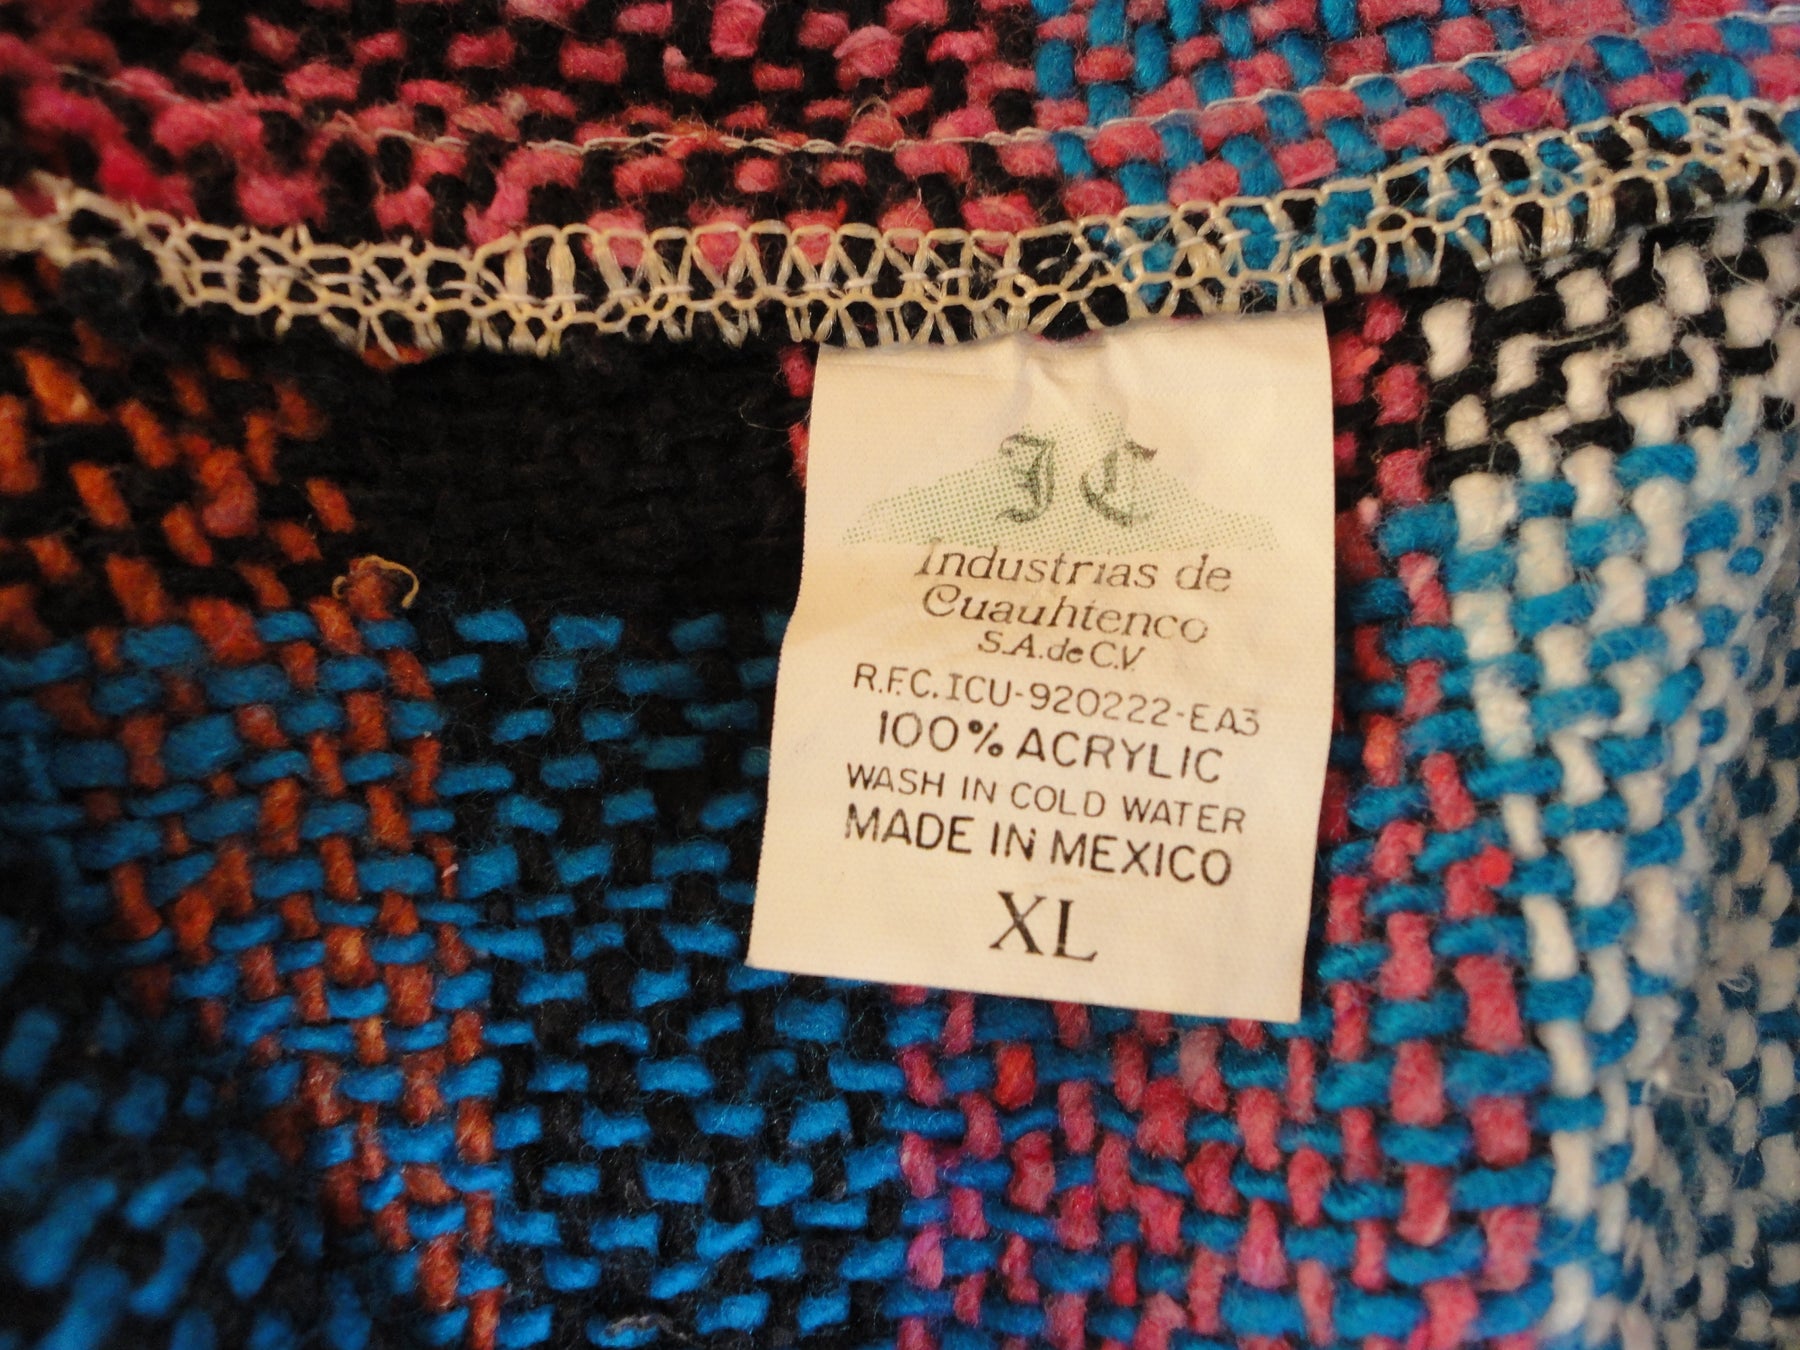 IC
Industrias de
Cuauhtenco
S.A. de C.V.
R.F.C. ICU-920222-EA3
100% ACRYLIC
WASH IN COLD WATER
MADE IN MEXICO
XL